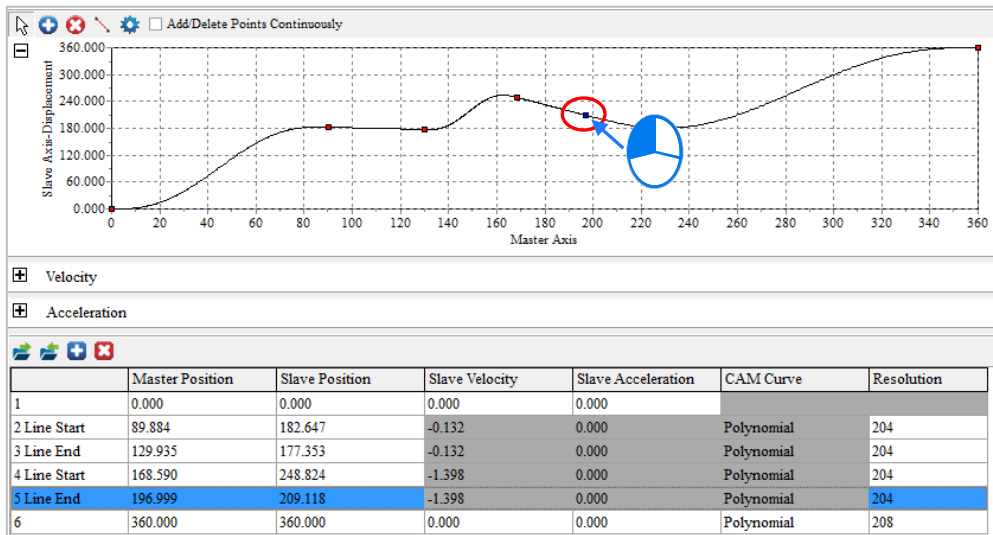 Add/Delete Points Continuously
360.000
300.000
240.000
180.000
120.000
60.000
0.000
Slave Axis-Displacement
0 20 40 60 80 100 120 140 160 180 200 220 240 260 280 300 320 340 360
Master Axis
Velocity
Acceleration
Master Position Slave Position Slave Velocity Slave Acceleration CAM Curve Resolution
1 0.000 0.000 0.000 0.000
2 Line Start 89.884 182.647 -0.132 0.000 Polynomial 204
3 Line End 129.935 177.353 -0.132 0.000 Polynomial 204
4 Line Start 168.590 248.824 -1.398 0.000 Polynomial 204
5 Line End 196.999 209.118 -1.398 0.000 Polynomial 204
6 360.000 360.000 0.000 0.000 Polynomial 208